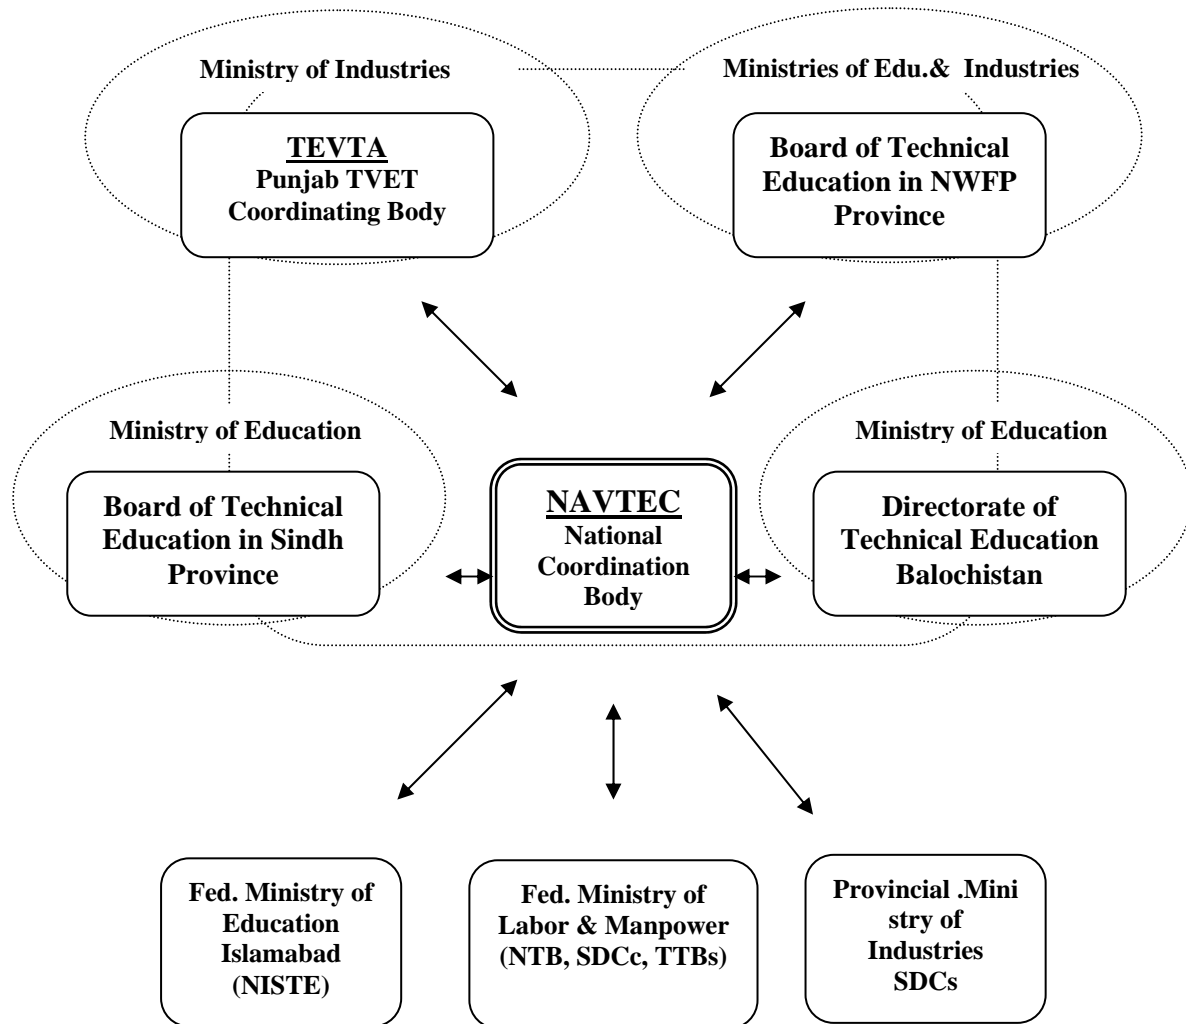 Ministry of Industries
Ministries of Edu.& Industries
TEVTA
Punjab TVET
Coordinating Body
Board of Technical
Education in NWFP
Province
Ministry of Education
Ministry of Education
Board of Technical
Education in Sindh
Province
NAVTEC
National
Coordination
Body
Directorate of
Technical Education
Balochistan
Fed. Ministry of
Education
Islamabad
(NISTE)
Fed. Ministry of
Labor & Manpower
(NTB, SDCc, TTBs)
Provincial .Mini
stry of
Industries
SDCs